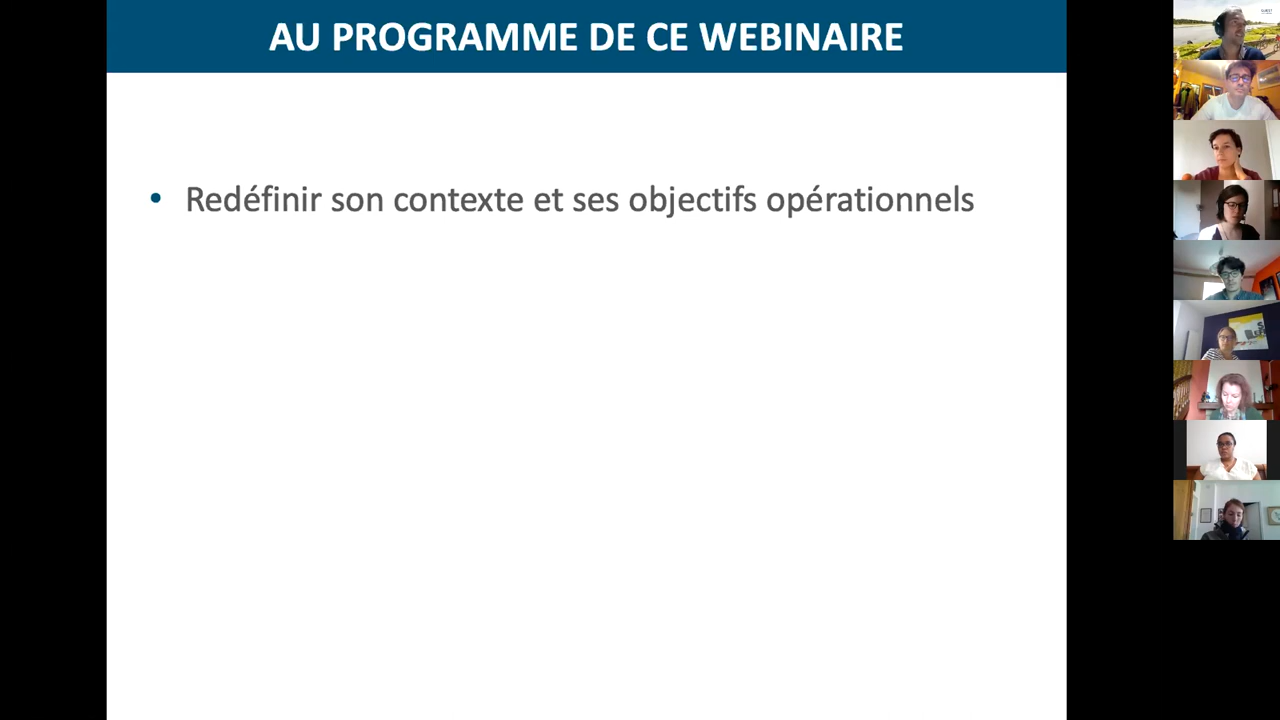 AU PROGRAMME DE CE WEBINAIRE
• Redéfinir son contexte et ses objectifs opérationnels